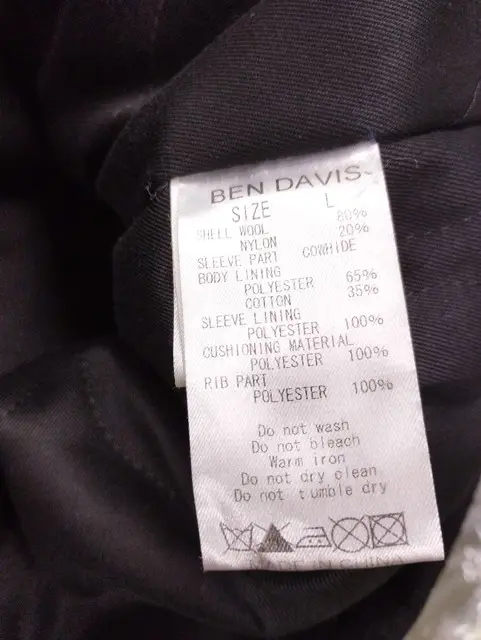 BEN DAVIS
SIZE L
SHELL WOOL 80%
NYLON 20%
SLEEVE PART COWHIDE
BODY LINING
POLYESTER 65%
COTTON 35%
SLEEVE LINING
POLYESTER 100%
CUSHIONING MATERIAL
POLYESTER 100%
RIB PART
POLYESTER 100%
Do not wash
Do not bleach
Warm iron
Do not dry clean
Do not tumble dry